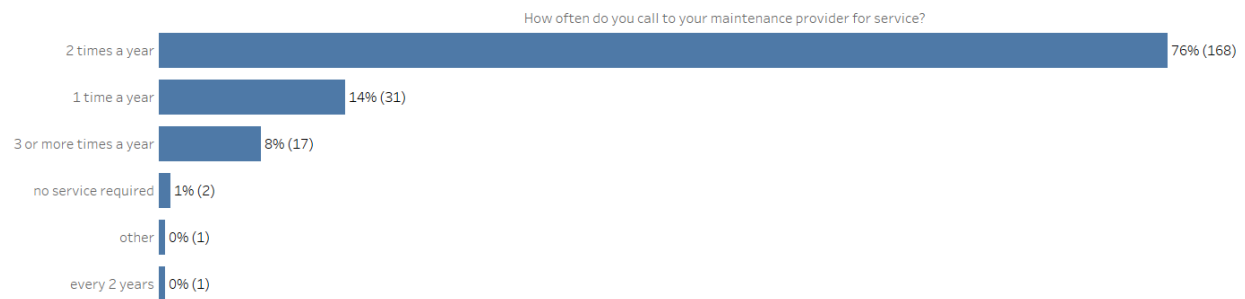 How often do you call to your maintenance provider for service?
2 times a year 76% (168)
1 time a year 14% (31)
3 or more times a year 8% (17)
no service required 1% (2)
other 0% (1)
every 2 years 0% (1)